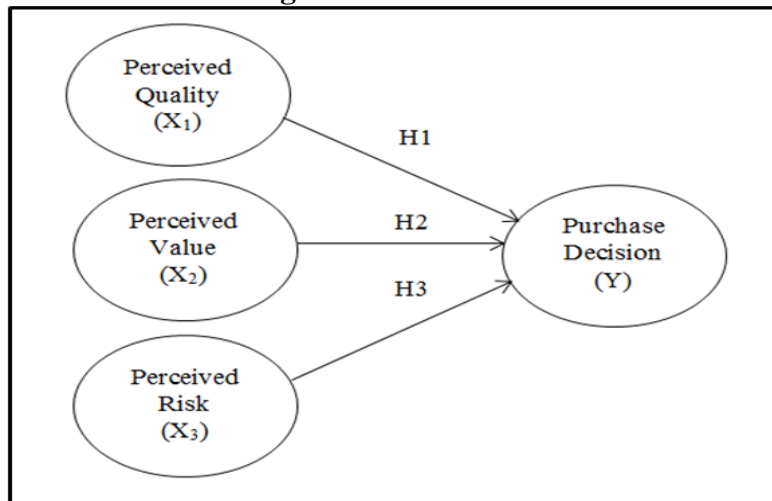 Perceived
Quality
(X₁)
H1
Perceived
Value
(X₂)
H2
Purchase
Decision
(Y)
H3
Perceived
Risk
(X₃)